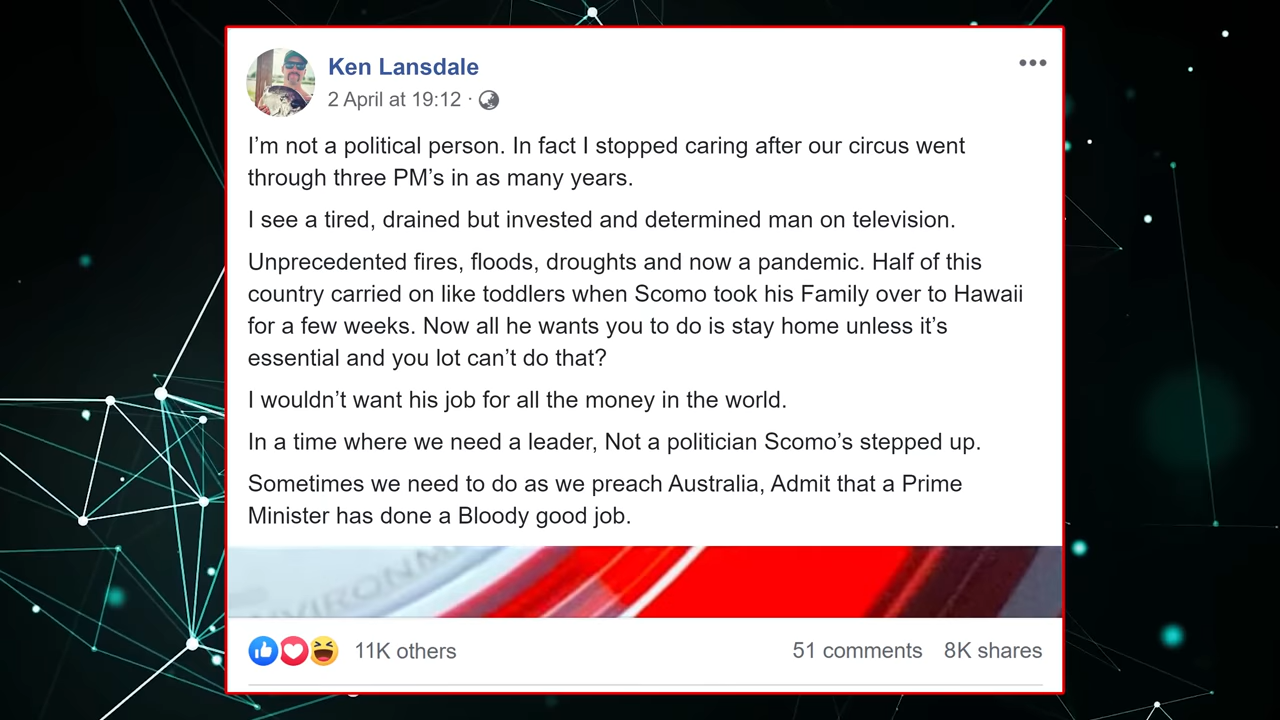 Ken Lansdale
2 April at 19:12 ·
I’m not a political person. In fact I stopped caring after our circus went
through three PM’s in as many years.
I see a tired, drained but invested and determined man on television.
Unprecedented fires, floods, droughts and now a pandemic. Half of this
country carried on like toddlers when Scomo took his Family over to Hawaii
for a few weeks. Now all he wants you to do is stay home unless it’s
essential and you lot can’t do that?
I wouldn’t want his job for all the money in the world.
In a time where we need a leader, Not a politician Scomo’s stepped up.
Sometimes we need to do as we preach Australia, Admit that a Prime
Minister has done a Bloody good job.
11K others
51 comments 8K shares